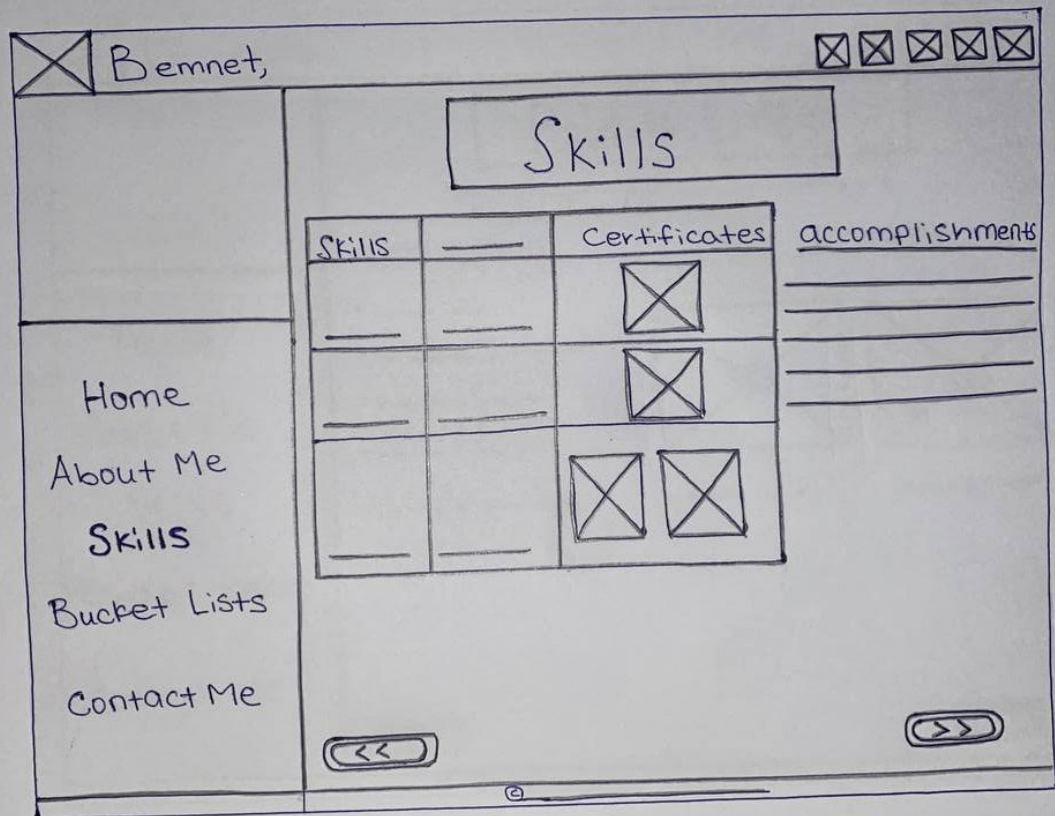 Bemnet,
Skills
Skills
Certificates
accomplishments
Home
About Me
Skills
Bucket Lists
Contact Me
<<
>>
©